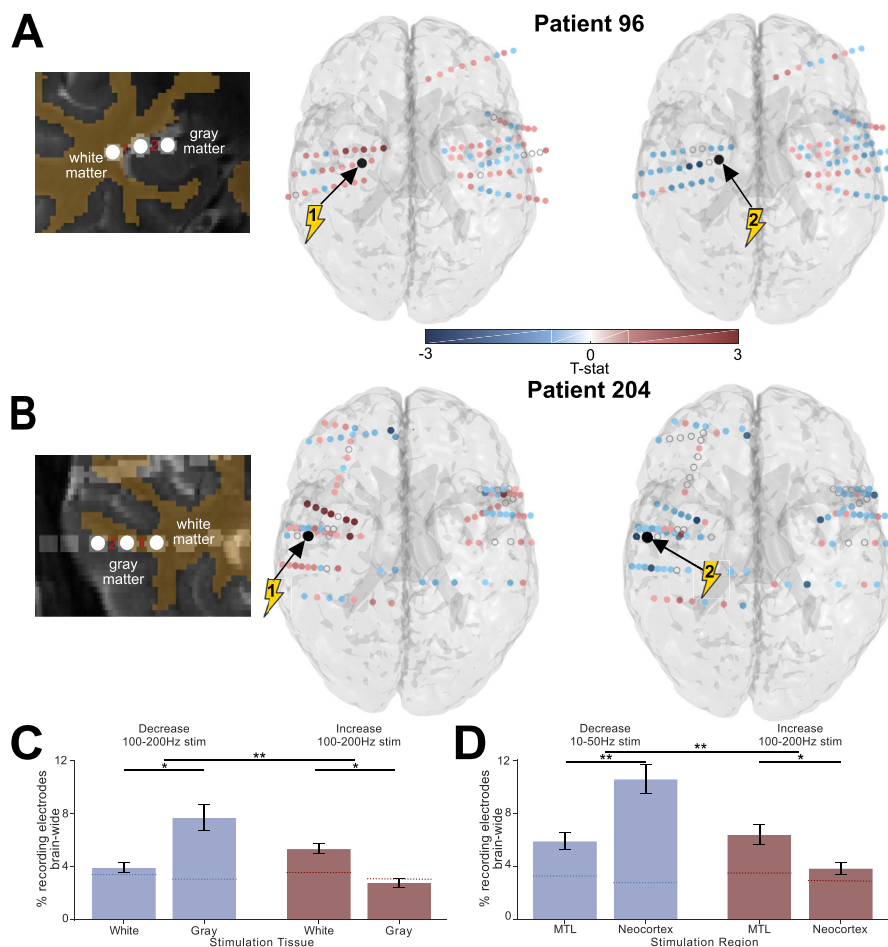 A
Patient 96
white
matter
gray
matter
1
2
2
-3
0
3
T-stat
Patient 204
B
white
matter
gray
matter
2
1
1
2
C
Decrease
100-200Hz stim
Increase
100-200Hz stim
**
*
*
12
8
4
0
% recording electrodes
brain-wide
White
Gray
White
Gray
Stimulation Tissue
D
Decrease
10-50Hz stim
Increase
100-200Hz stim
**
**
*
12
8
4
0
% recording electrodes
brain-wide
MTL
Neocortex
MTL
Neocortex
Stimulation Region